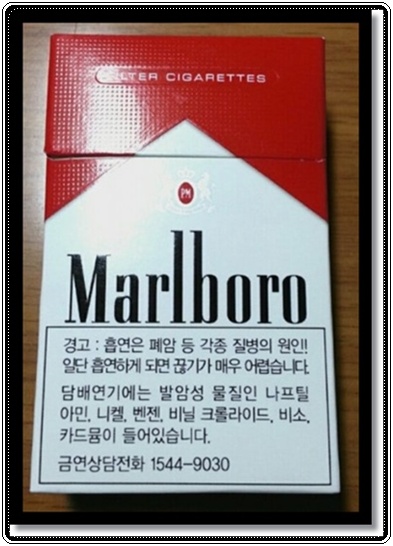 FILTER CIGARETTES
PM
Marlboro
경고 : 흡연은 폐암 등 각종 질병의 원인!
일단 흡연하게 되면 끊기가 매우 어렵습니다.
담배연기에는 발암성 물질인 나프틸
아민, 니켈, 벤젠, 비닐 크롤라이드, 비소,
카드뮴이 들어있습니다.
금연상담전화 1544-9030